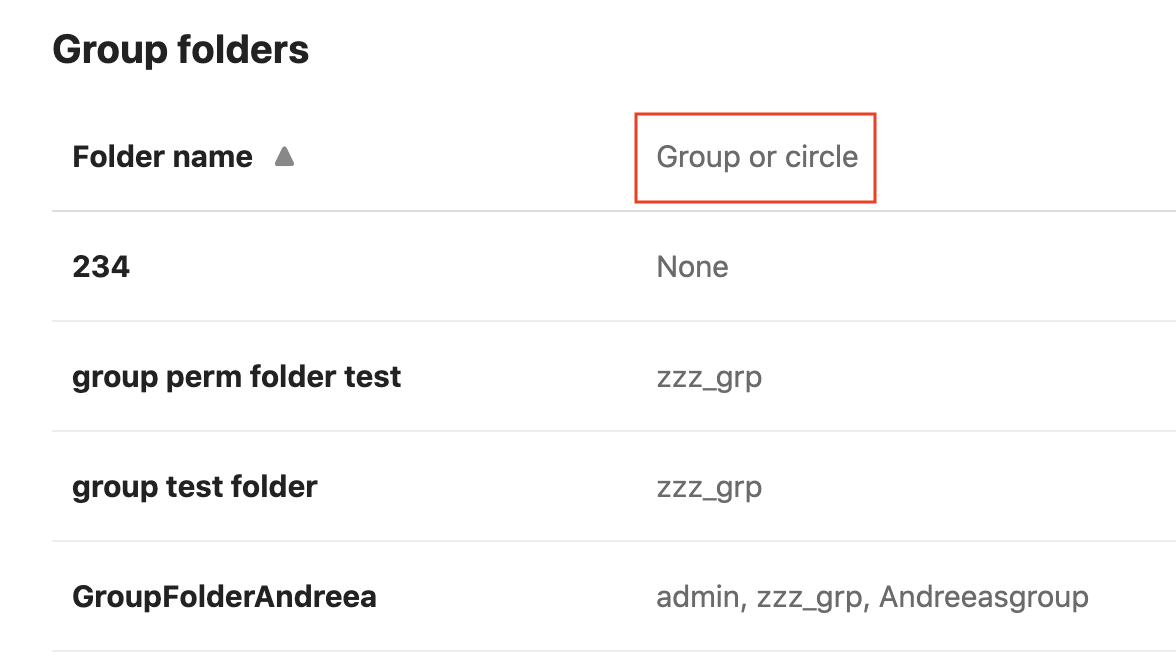 Group folders
Folder name ▲ Group or circle
234 None
group perm folder test zzz_grp
group test folder zzz_grp
GroupFolderAndreea admin, zzz_grp, Andreeasgroup